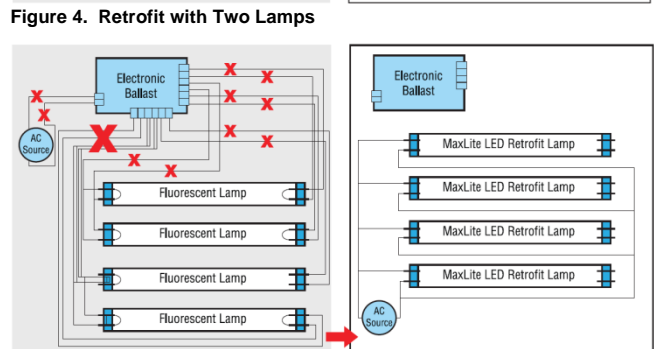 Figure 4.  Retrofit with Two Lamps
Electronic
Ballast
X
X
X
X
X
X
X
X
X
X
X
AC
Source
Fluorescent Lamp
Fluorescent Lamp
Fluorescent Lamp
Fluorescent Lamp
Electronic
Ballast
MaxLite LED Retrofit Lamp
MaxLite LED Retrofit Lamp
MaxLite LED Retrofit Lamp
MaxLite LED Retrofit Lamp
AC
Source